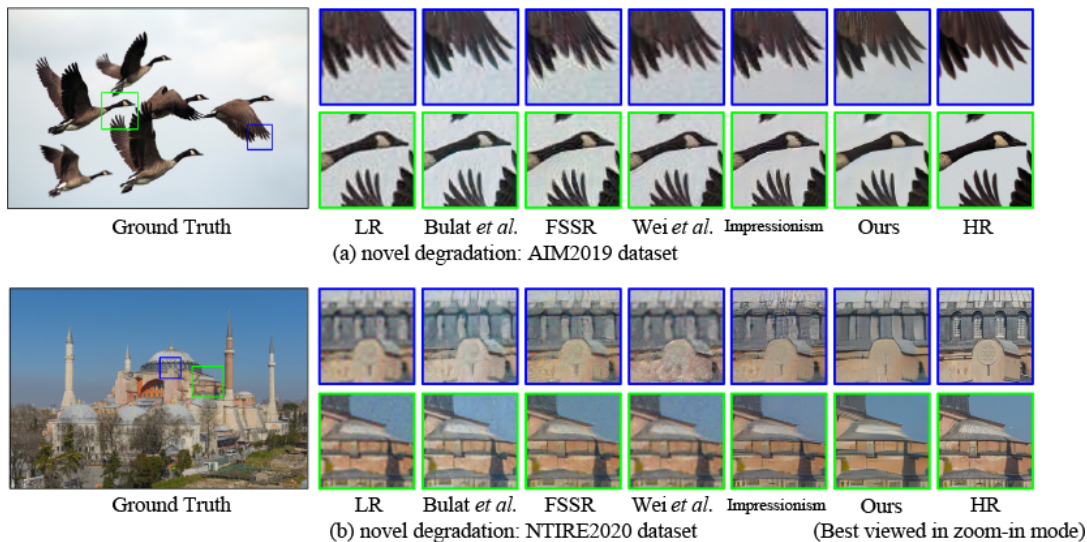 Ground Truth
LR Bulat et al. FSSR Wei et al. Impressionism Ours HR
(a) novel degradation: AIM2019 dataset
Ground Truth
LR Bulat et al. FSSR Wei et al. Impressionism Ours HR
(b) novel degradation: NTIRE2020 dataset (Best viewed in zoom-in mode)